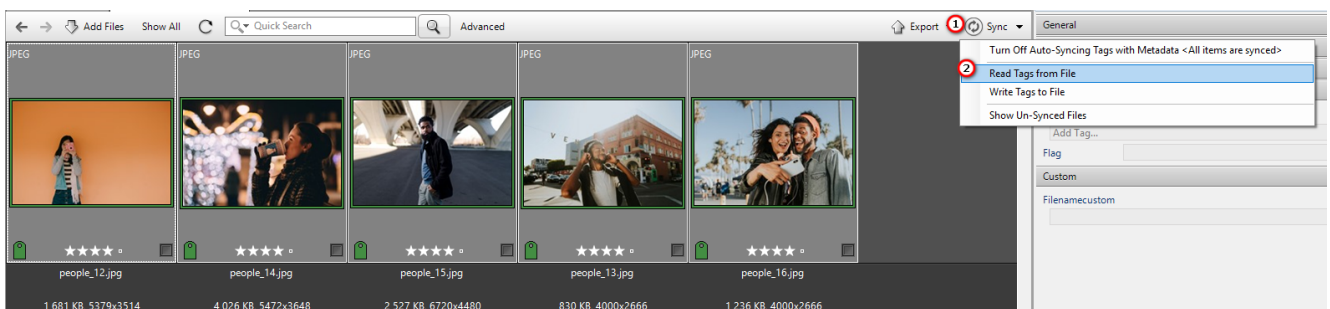 Add Files Show All Quick Search Advanced Export 1 Sync General
Turn Off Auto-Syncing Tags with Metadata <All items are synced>
2 Read Tags from File
Write Tags to File
Show Un-Synced Files
Add Tag...
Flag
Custom
Filenamecustom
JPEG JPEG JPEG JPEG JPEG
people_12.jpg people_14.jpg people_15.jpg people_13.jpg people_16.jpg
1 681 KB 5379x3514 4 026 KB 5472x3648 2 527 KB 6720x4480 830 KB 4000x2666 1 236 KB 4000x2666